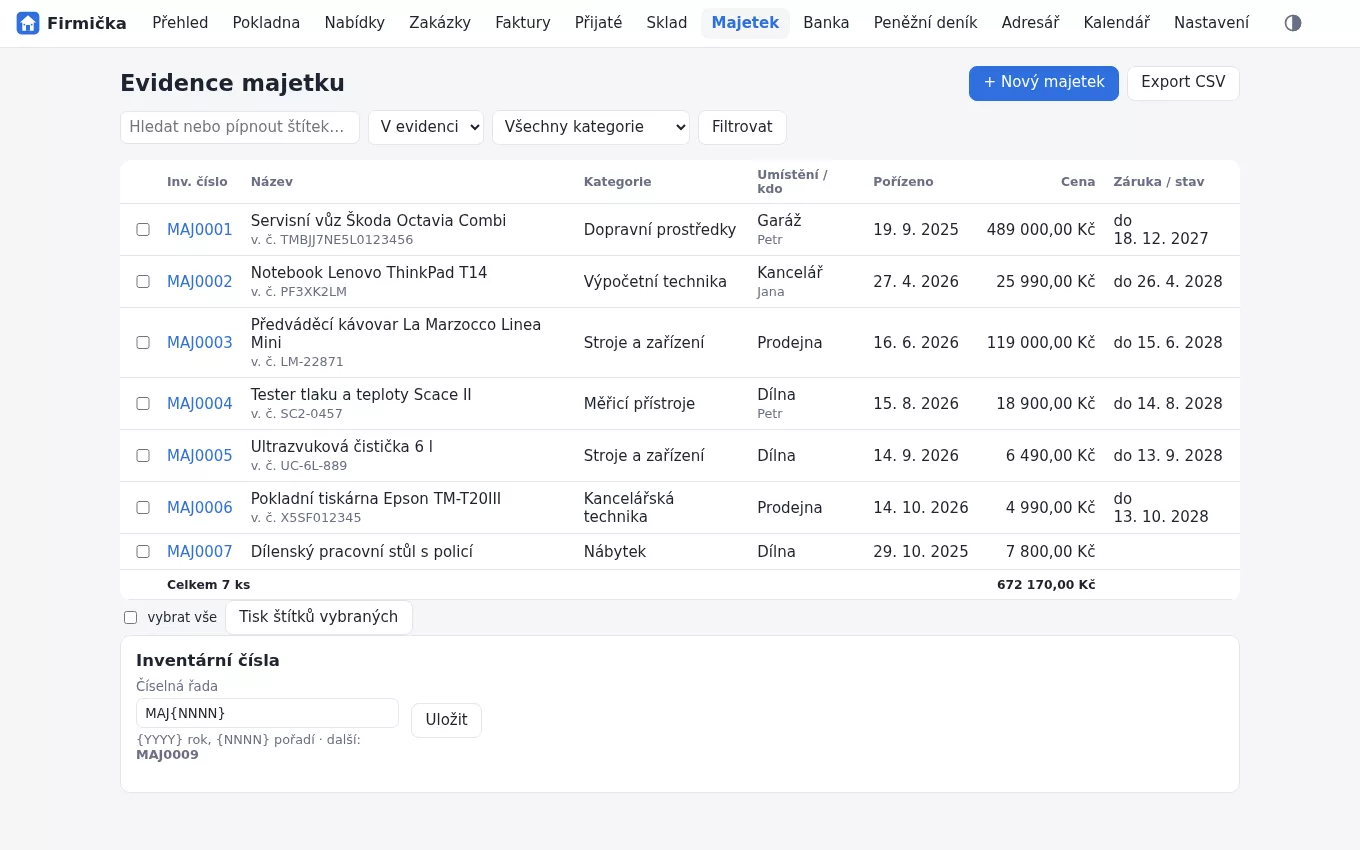 Firmička Přehled Pokladna Nabídky Zakázky Faktury Přijaté Sklad Majetek Banka Peněžní deník Adresář Kalendář Nastavení
Evidence majetku + Nový majetek Export CSV
Hledat nebo pípnout štítek… V evidenci Všechny kategorie Filtrovat
Inv. číslo Název Kategorie Umístění / kdo Pořízeno Cena Záruka / stav
MAJ0001 Servisní vůz Škoda Octavia Combi Dopravní prostředky Garáž 19. 9. 2025 489 000,00 Kč do 18. 12. 2027
v. č. TMBJJ7NE5L0123456 Petr
MAJ0002 Notebook Lenovo ThinkPad T14 Výpočetní technika Kancelář 27. 4. 2026 25 990,00 Kč do 26. 4. 2028
v. č. PF3XK2LM Jana
MAJ0003 Předváděcí kávovar La Marzocco Linea Mini Stroje a zařízení Prodejna 16. 6. 2026 119 000,00 Kč do 15. 6. 2028
v. č. LM-22871
MAJ0004 Tester tlaku a teploty Scace II Měřicí přístroje Dílna 15. 8. 2026 18 900,00 Kč do 14. 8. 2028
v. č. SC2-0457 Petr
MAJ0005 Ultrazvuková čistička 6 l Stroje a zařízení Dílna 14. 9. 2026 6 490,00 Kč do 13. 9. 2028
v. č. UC-6L-889
MAJ0006 Pokladní tiskárna Epson TM-T20III Kancelářská technika Prodejna 14. 10. 2026 4 990,00 Kč do 13. 10. 2028
v. č. X5SF012345
MAJ0007 Dílenský pracovní stůl s policí Nábytek Dílna 29. 10. 2025 7 800,00 Kč
Celkem 7 ks 672 170,00 Kč
vybrat vše Tisk štítků vybraných
Inventární čísla
Číselná řada
MAJ{NNNN} Uložit
{YYYY} rok, {NNNN} pořadí · další:
MAJ0009